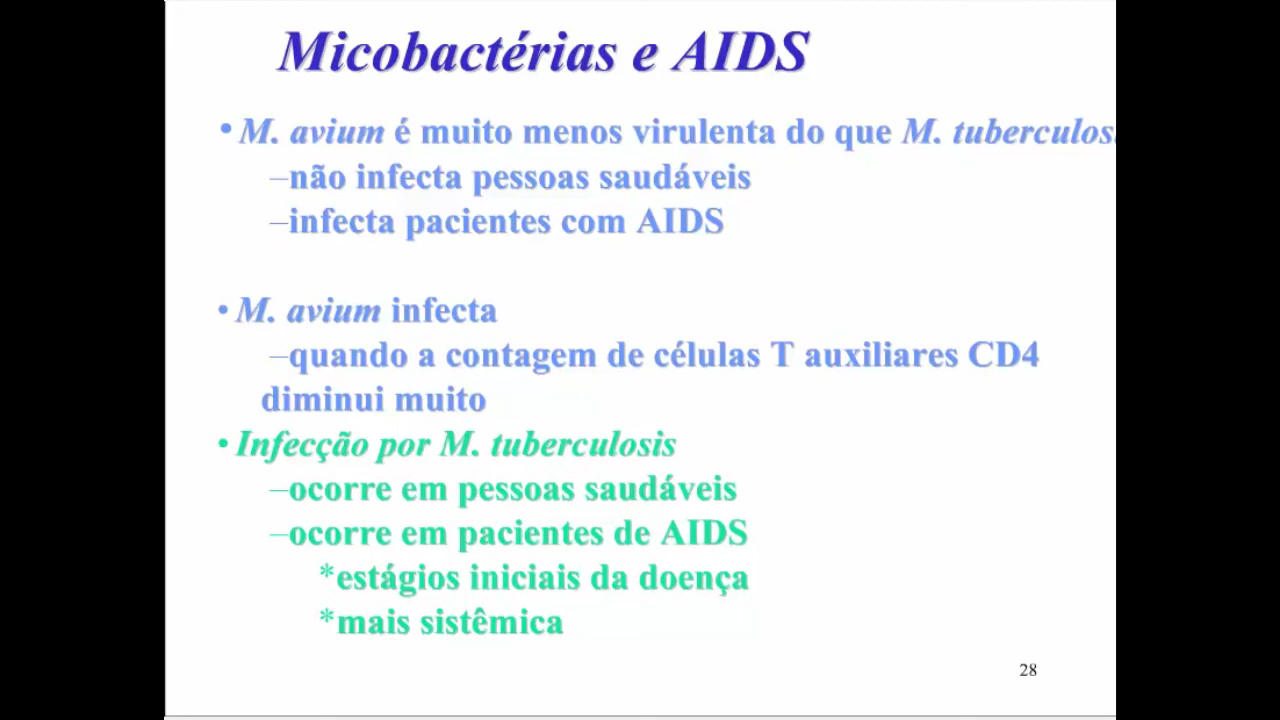 Micobactérias e AIDS
• M. avium é muito menos virulenta do que M. tuberculos
–não infecta pessoas saudáveis
–infecta pacientes com AIDS
• M. avium infecta
–quando a contagem de células T auxiliares CD4
diminui muito
• Infecção por M. tuberculosis
–ocorre em pessoas saudáveis
–ocorre em pacientes de AIDS
*estágios iniciais da doença
*mais sistêmica
28